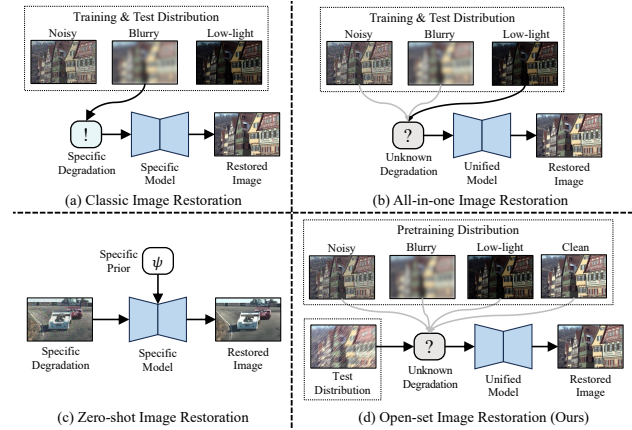 Training & Test Distribution
Noisy
Blurry
Low-light
!
Specific
Degradation
Specific
Model
Restored
Image
(a) Classic Image Restoration
Training & Test Distribution
Noisy
Blurry
Low-light
?
Unknown
Degradation
Unified
Model
Restored
Image
(b) All-in-one Image Restoration
Specific
Prior
ψ
Specific
Degradation
Specific
Model
Restored
Image
(c) Zero-shot Image Restoration
Pretraining Distribution
Noisy
Blurry
Low-light
Clean
?
Test
Distribution
Unknown
Degradation
Unified
Model
Restored
Image
(d) Open-set Image Restoration (Ours)